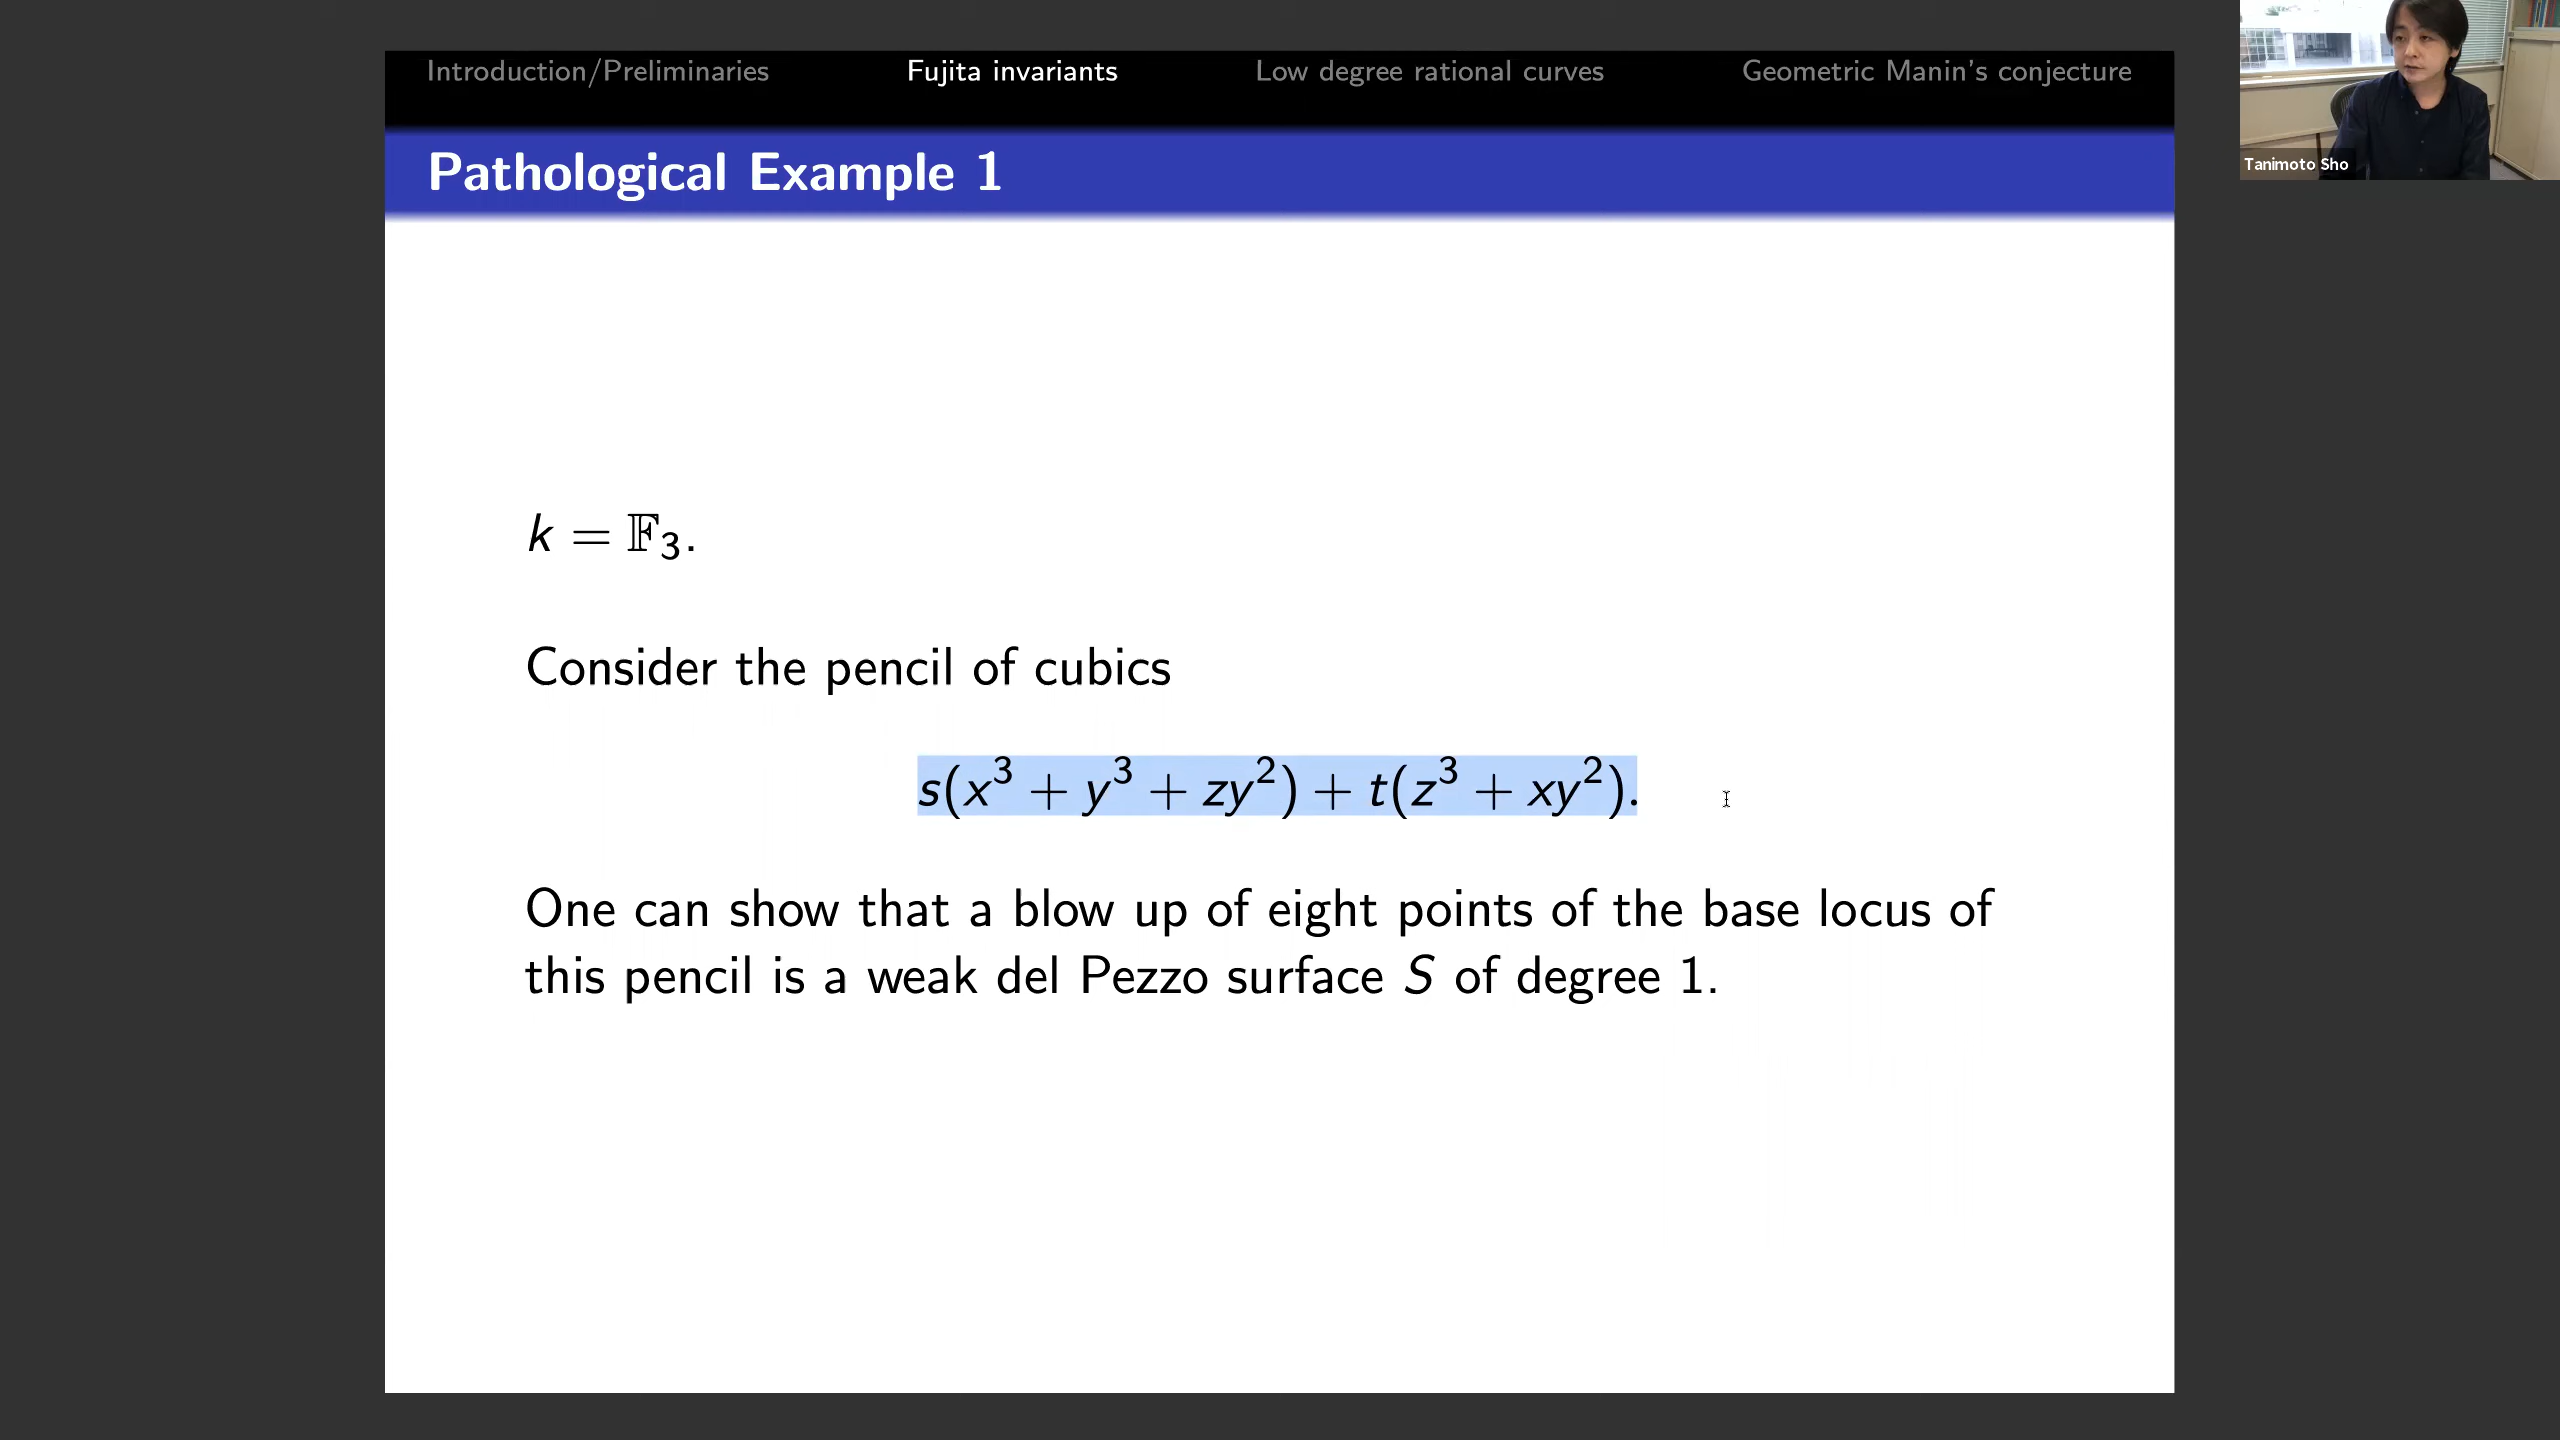 Introduction/Preliminaries Fujita invariants Low degree rational curves Geometric Manin's conjecture
Tanimoto Sho
Pathological Example 1
k = 𝔽₃.
Consider the pencil of cubics
s(x³ + y³ + zy²) + t(z³ + xy²).
One can show that a blow up of eight points of the base locus of
this pencil is a weak del Pezzo surface S of degree 1.